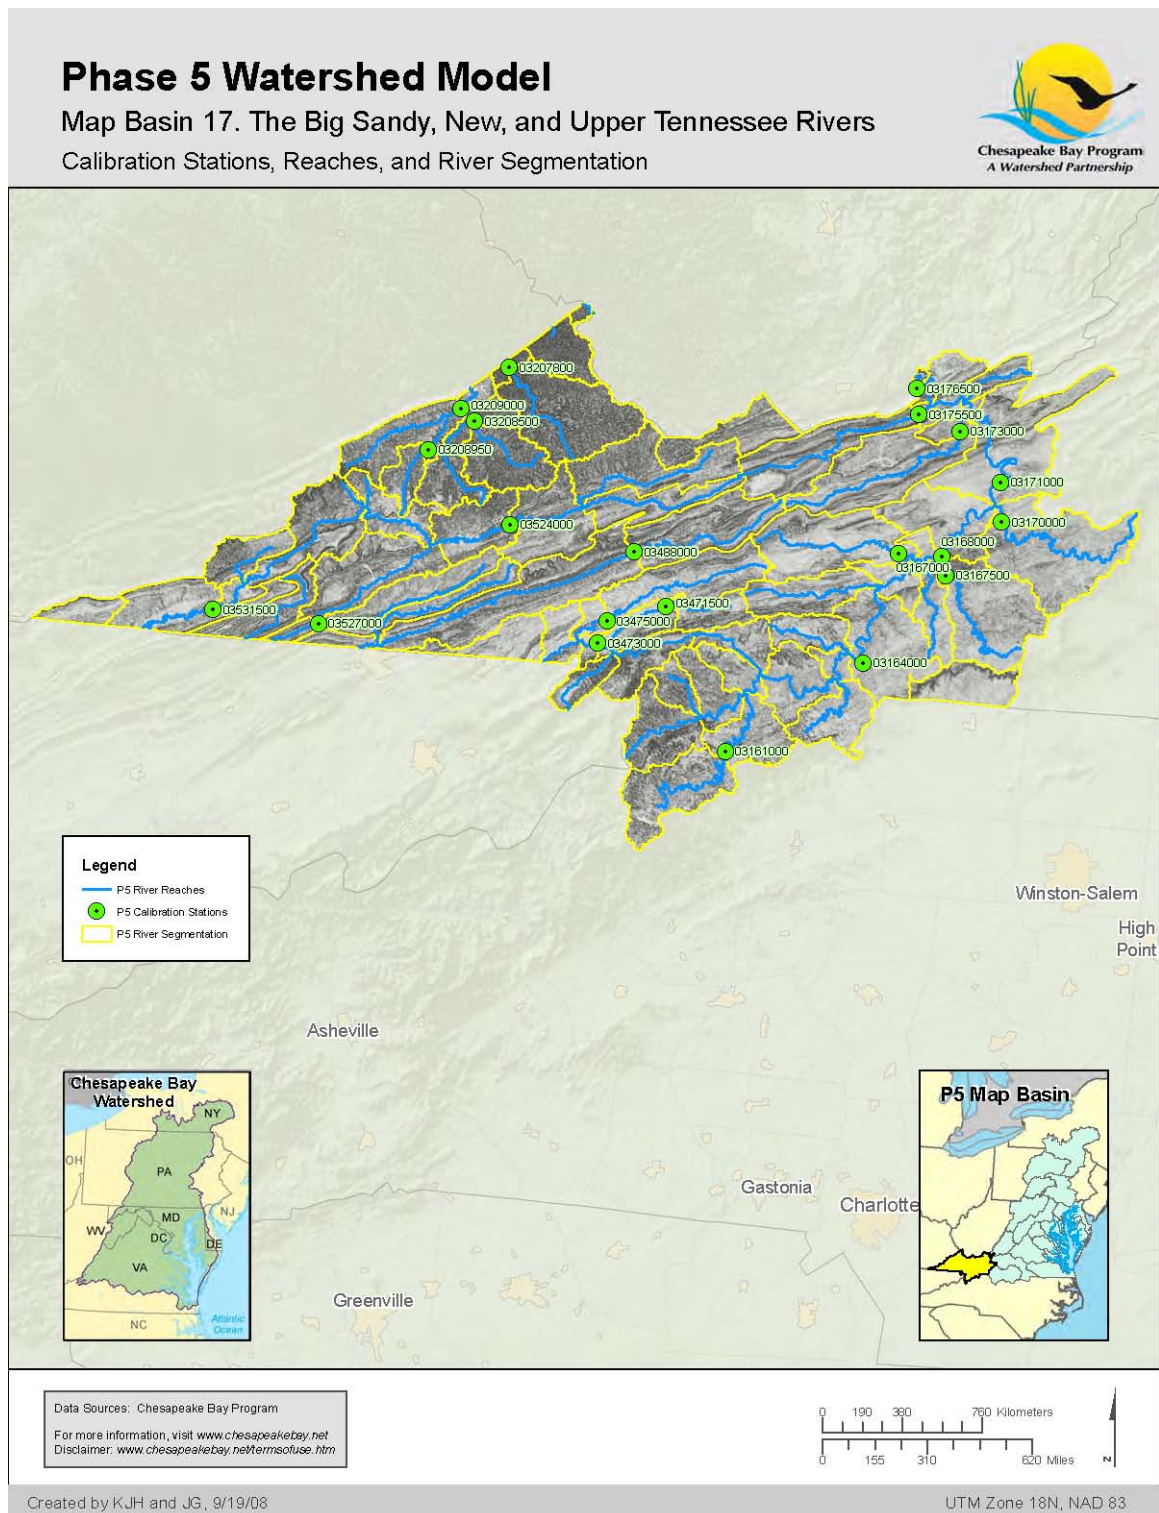 Phase 5 Watershed Model
Map Basin 17. The Big Sandy, New, and Upper Tennessee Rivers
Calibration Stations, Reaches, and River Segmentation
Chesapeake Bay Program
A Watershed Partnership
03207800
03209000
03208500
03208950
03176500
03175500
03173000
03171000
03170000
03524000
03488000
03168000
03167000
03167500
03531500
03527000
03471500
03475000
03473000
03164000
03161000
Legend
P5 River Reaches
P5 Calibration Stations
P5 River Segmentation
Winston-Salem
High
Point
Asheville
Gastonia
Charlotte
Greenville
Chesapeake Bay
Watershed
NY
OH
PA
NJ
MD
WV
DC
DE
VA
NC
Atlantic
Ocean
P5 Map Basin
Data Sources: Chesapeake Bay Program
For more information, visit www.chesapeakebay.net
Disclaimer: www.chesapeakebay.net/termsofuse.htm
0 190 380 760 Kilometers
0 155 310 620 Miles
N
Created by KJH and JG, 9/19/08
UTM Zone 18N, NAD 83